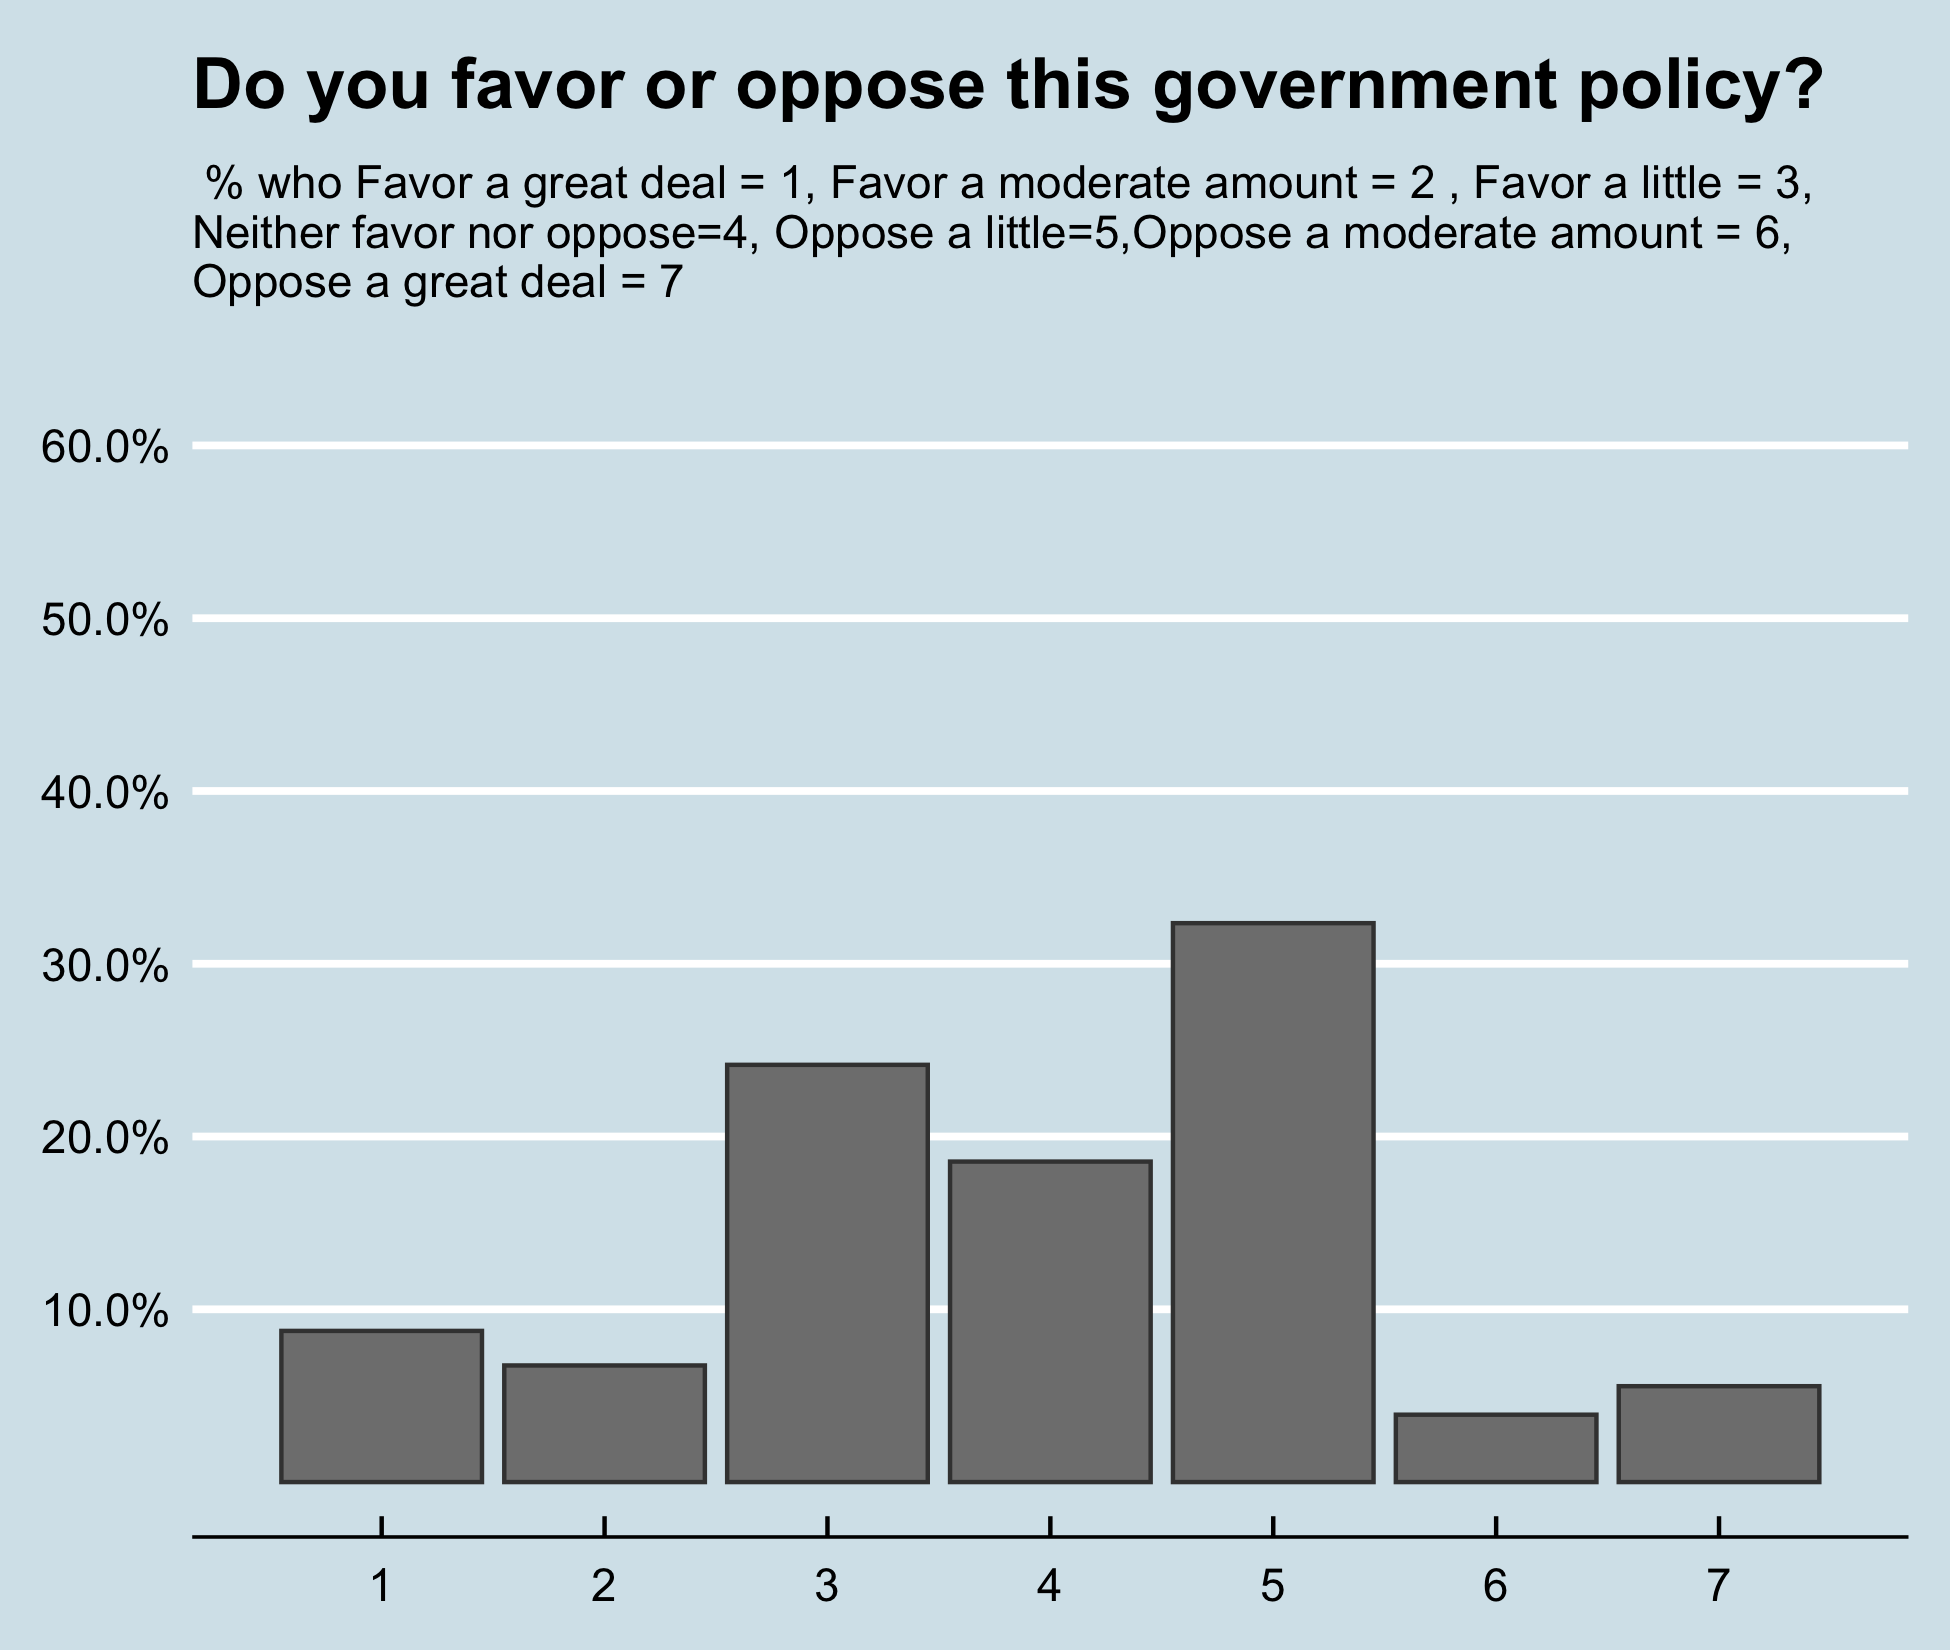 Do you favor or oppose this government policy?
% who Favor a great deal = 1, Favor a moderate amount = 2 , Favor a little = 3,
Neither favor nor oppose=4, Oppose a little=5,Oppose a moderate amount = 6,
Oppose a great deal = 7
60.0%
50.0%
40.0%
30.0%
20.0%
10.0%
1 2 3 4 5 6 7